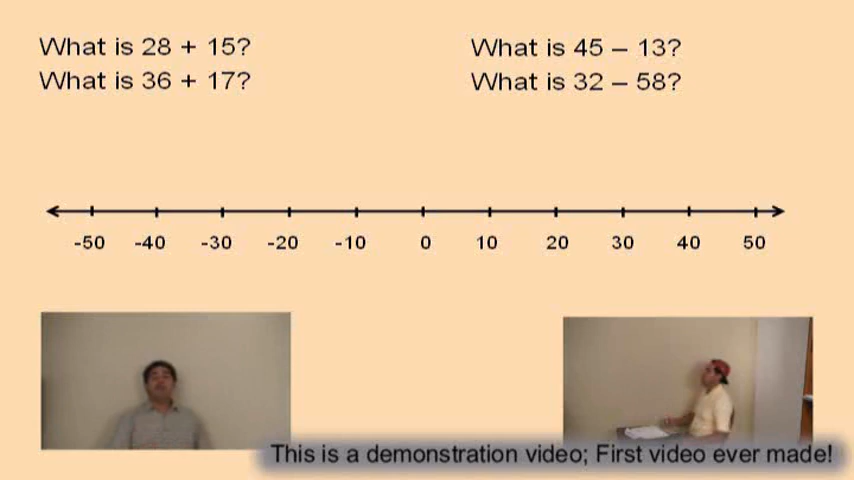 What is 28 + 15?
What is 36 + 17?
What is 45 – 13?
What is 32 – 58?
-50 -40 -30 -20 -10 0 10 20 30 40 50
This is a demonstration video; First video ever made!